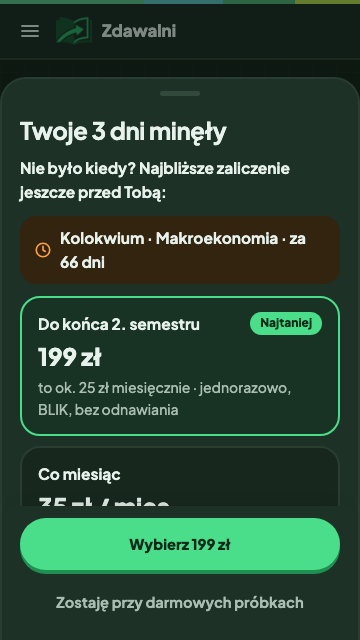 Zdawalni
Twoje 3 dni minęły
Nie było kiedy? Najbliższe zaliczenie
jeszcze przed Tobą:
Kolokwium · Makroekonomia · za
66 dni
Do końca 2. semestru
Najtaniej
199 zł
to ok. 25 zł miesięcznie · jednorazowo,
BLIK, bez odnawiania
Co miesiąc
Wybierz 199 zł
Zostaję przy darmowych próbkach